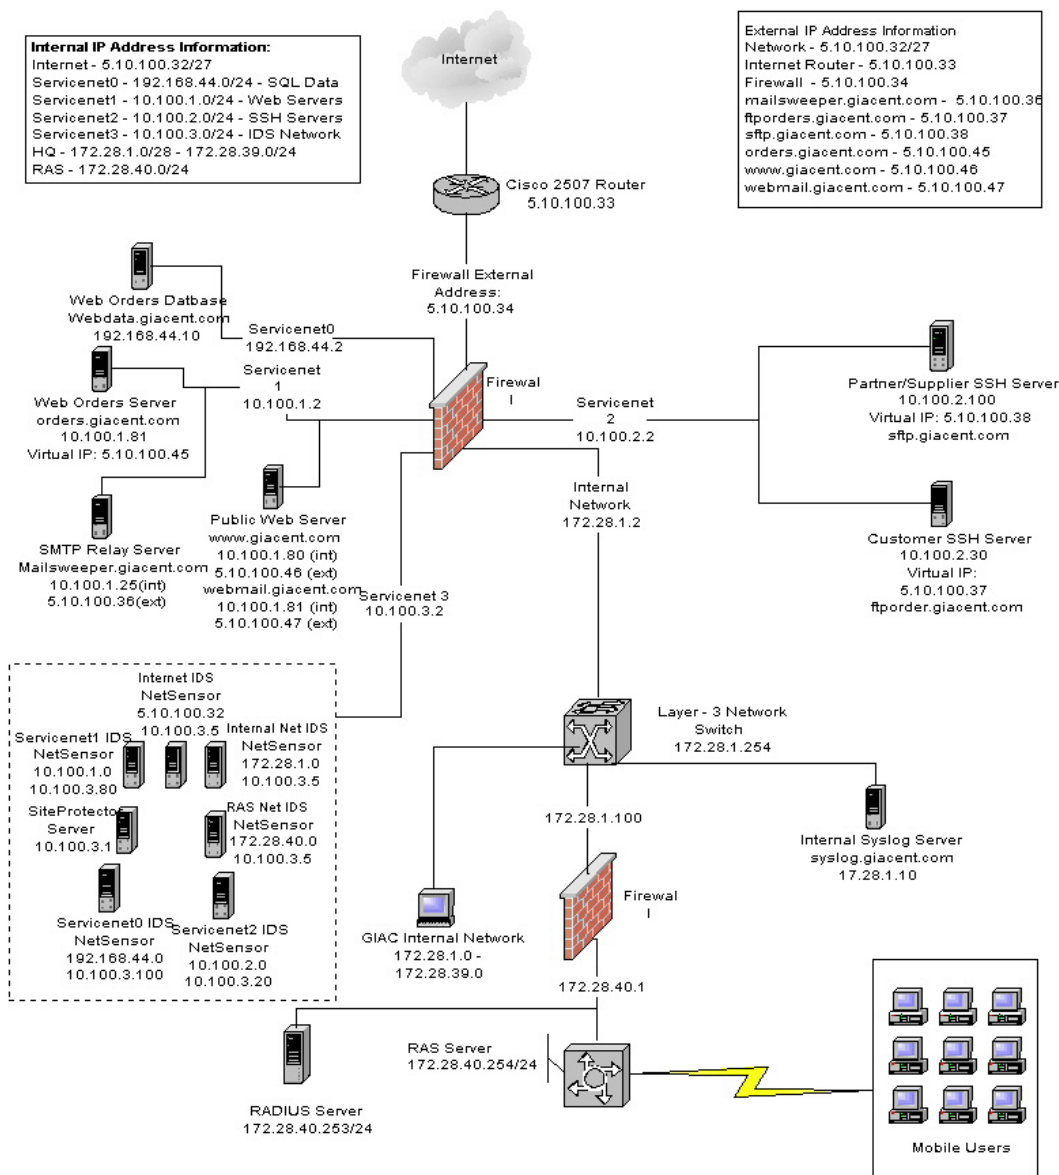 Internal IP Address Information:
Internet - 5.10.100.32/27
Servicenet0 - 192.168.44.0/24 - SQL Data
Servicenet1 - 10.100.1.0/24 - Web Servers
Servicenet2 - 10.100.2.0/24 - SSH Servers
Servicenet3 - 10.100.3.0/24 - IDS Network
HQ - 172.28.1.0/28 - 172.28.39.0/24
RAS - 172.28.40.0/24
Internet
External IP Address Information
Network - 5.10.100.32/27
Internet Router - 5.10.100.33
Firewall - 5.10.100.34
mailsweeper.giacent.com - 5.10.100.36
ftporders.giacent.com - 5.10.100.37
sftp.giacent.com - 5.10.100.38
orders.giacent.com - 5.10.100.45
www.giacent.com - 5.10.100.46
webmail.giacent.com - 5.10.100.47
Cisco 2507 Router
5.10.100.33
Firewall External
Address:
5.10.100.34
Web Orders Datbase
Webdata.giacent.com
192.168.44.10
Servicenet0
192.168.44.2
Servicenet
1
10.100.1.2
Web Orders Server
orders.giacent.com
10.100.1.81
Virtual IP: 5.10.100.45
Firewal
l
Servicenet
2
10.100.2.2
Partner/Supplier SSH Server
10.100.2.100
Virtual IP: 5.10.100.38
sftp.giacent.com
Internal
Network
172.28.1.2
SMTP Relay Server
Mailsweeper.giacent.com
10.100.1.25(int)
5.10.100.36(ext)
Public Web Server
www.giacent.com
10.100.1.80 (int)
5.10.100.46 (ext)
webmail.giacent.com
10.100.1.81 (int)
5.10.100.47 (ext)
Servicenet 3
10.100.3.2
Customer SSH Server
10.100.2.30
Virtual IP:
5.10.100.37
ftporder.giacent.com
Internet IDS
NetSensor
5.10.100.32
10.100.3.5
Servicenet1 IDS
NetSensor
10.100.1.0
10.100.3.80
Internal Net IDS
NetSensor
172.28.1.0
10.100.3.5
SiteProtector
Server
10.100.3.1
RAS Net IDS
NetSensor
172.28.40.0
10.100.3.5
Servicenet0 IDS
NetSensor
192.168.44.0
10.100.3.100
Servicenet2 IDS
NetSensor
10.100.2.0
10.100.3.20
Layer - 3 Network
Switch
172.28.1.254
172.28.1.100
Internal Syslog Server
syslog.giacent.com
17.28.1.10
GIAC Internal Network
172.28.1.0 -
172.28.39.0
Firewal
l
172.28.40.1
RAS Server
172.28.40.254/24
RADIUS Server
172.28.40.253/24
Mobile Users